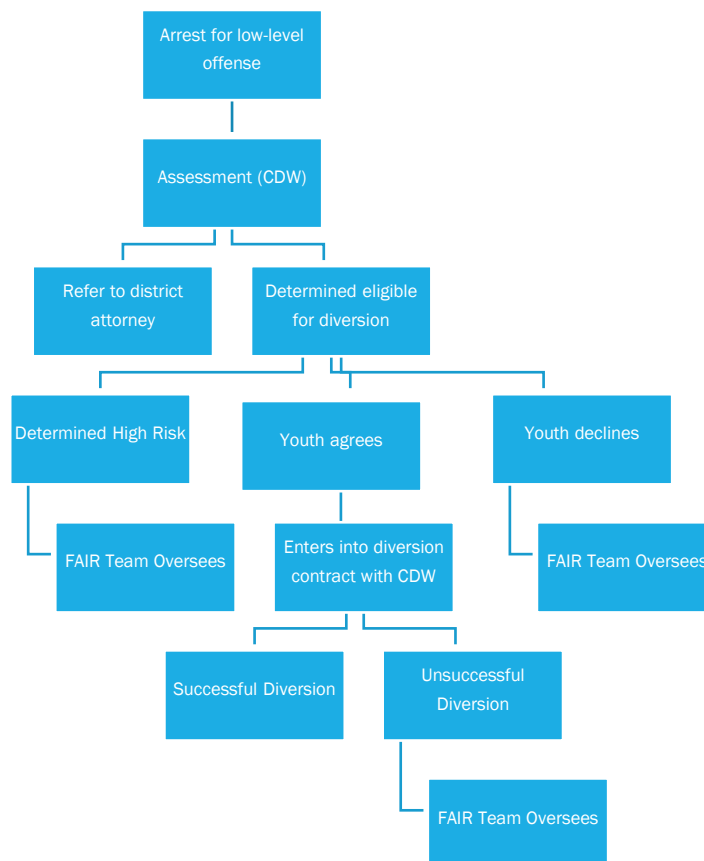 Arrest for low-level
offense
Assessment (CDW)
Refer to district
attorney
Determined eligible
for diversion
Determined High Risk
Youth agrees
Youth declines
FAIR Team Oversees
Enters into diversion
contract with CDW
FAIR Team Oversees
Successful Diversion
Unsuccessful
Diversion
FAIR Team Oversees